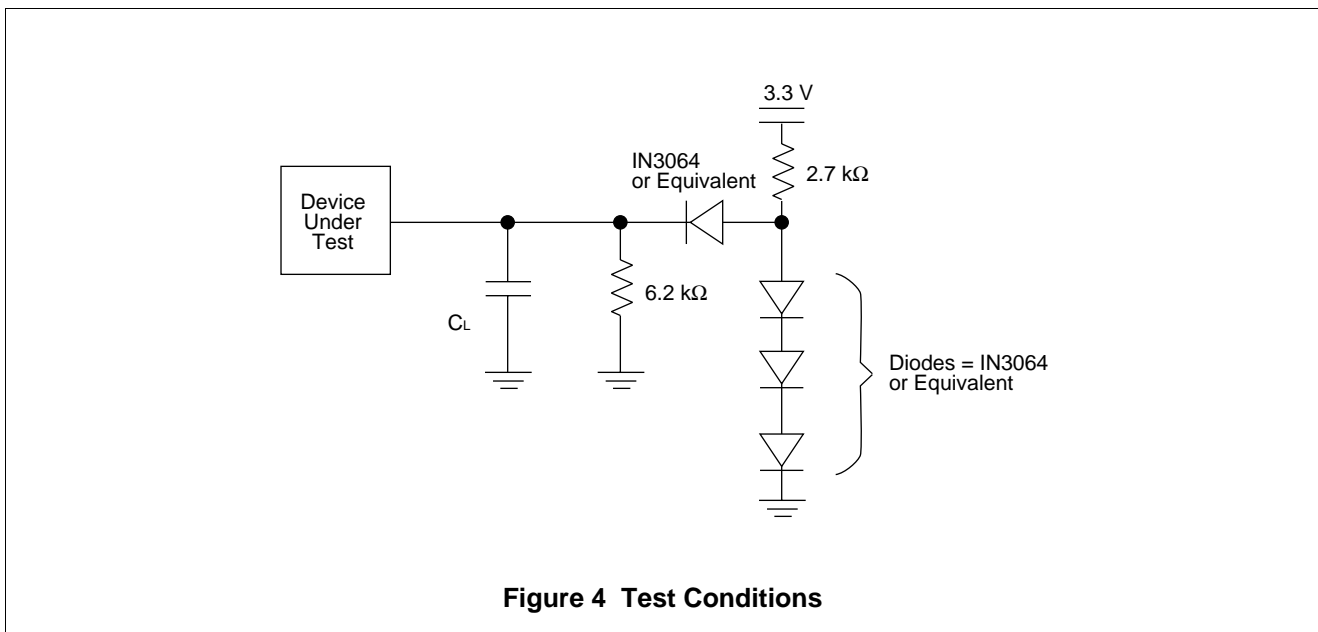 3.3 V
IN3064
or Equivalent
2.7 kΩ
Device
Under
Test
6.2 kΩ
CL
Diodes = IN3064
or Equivalent
Figure 4 Test Conditions